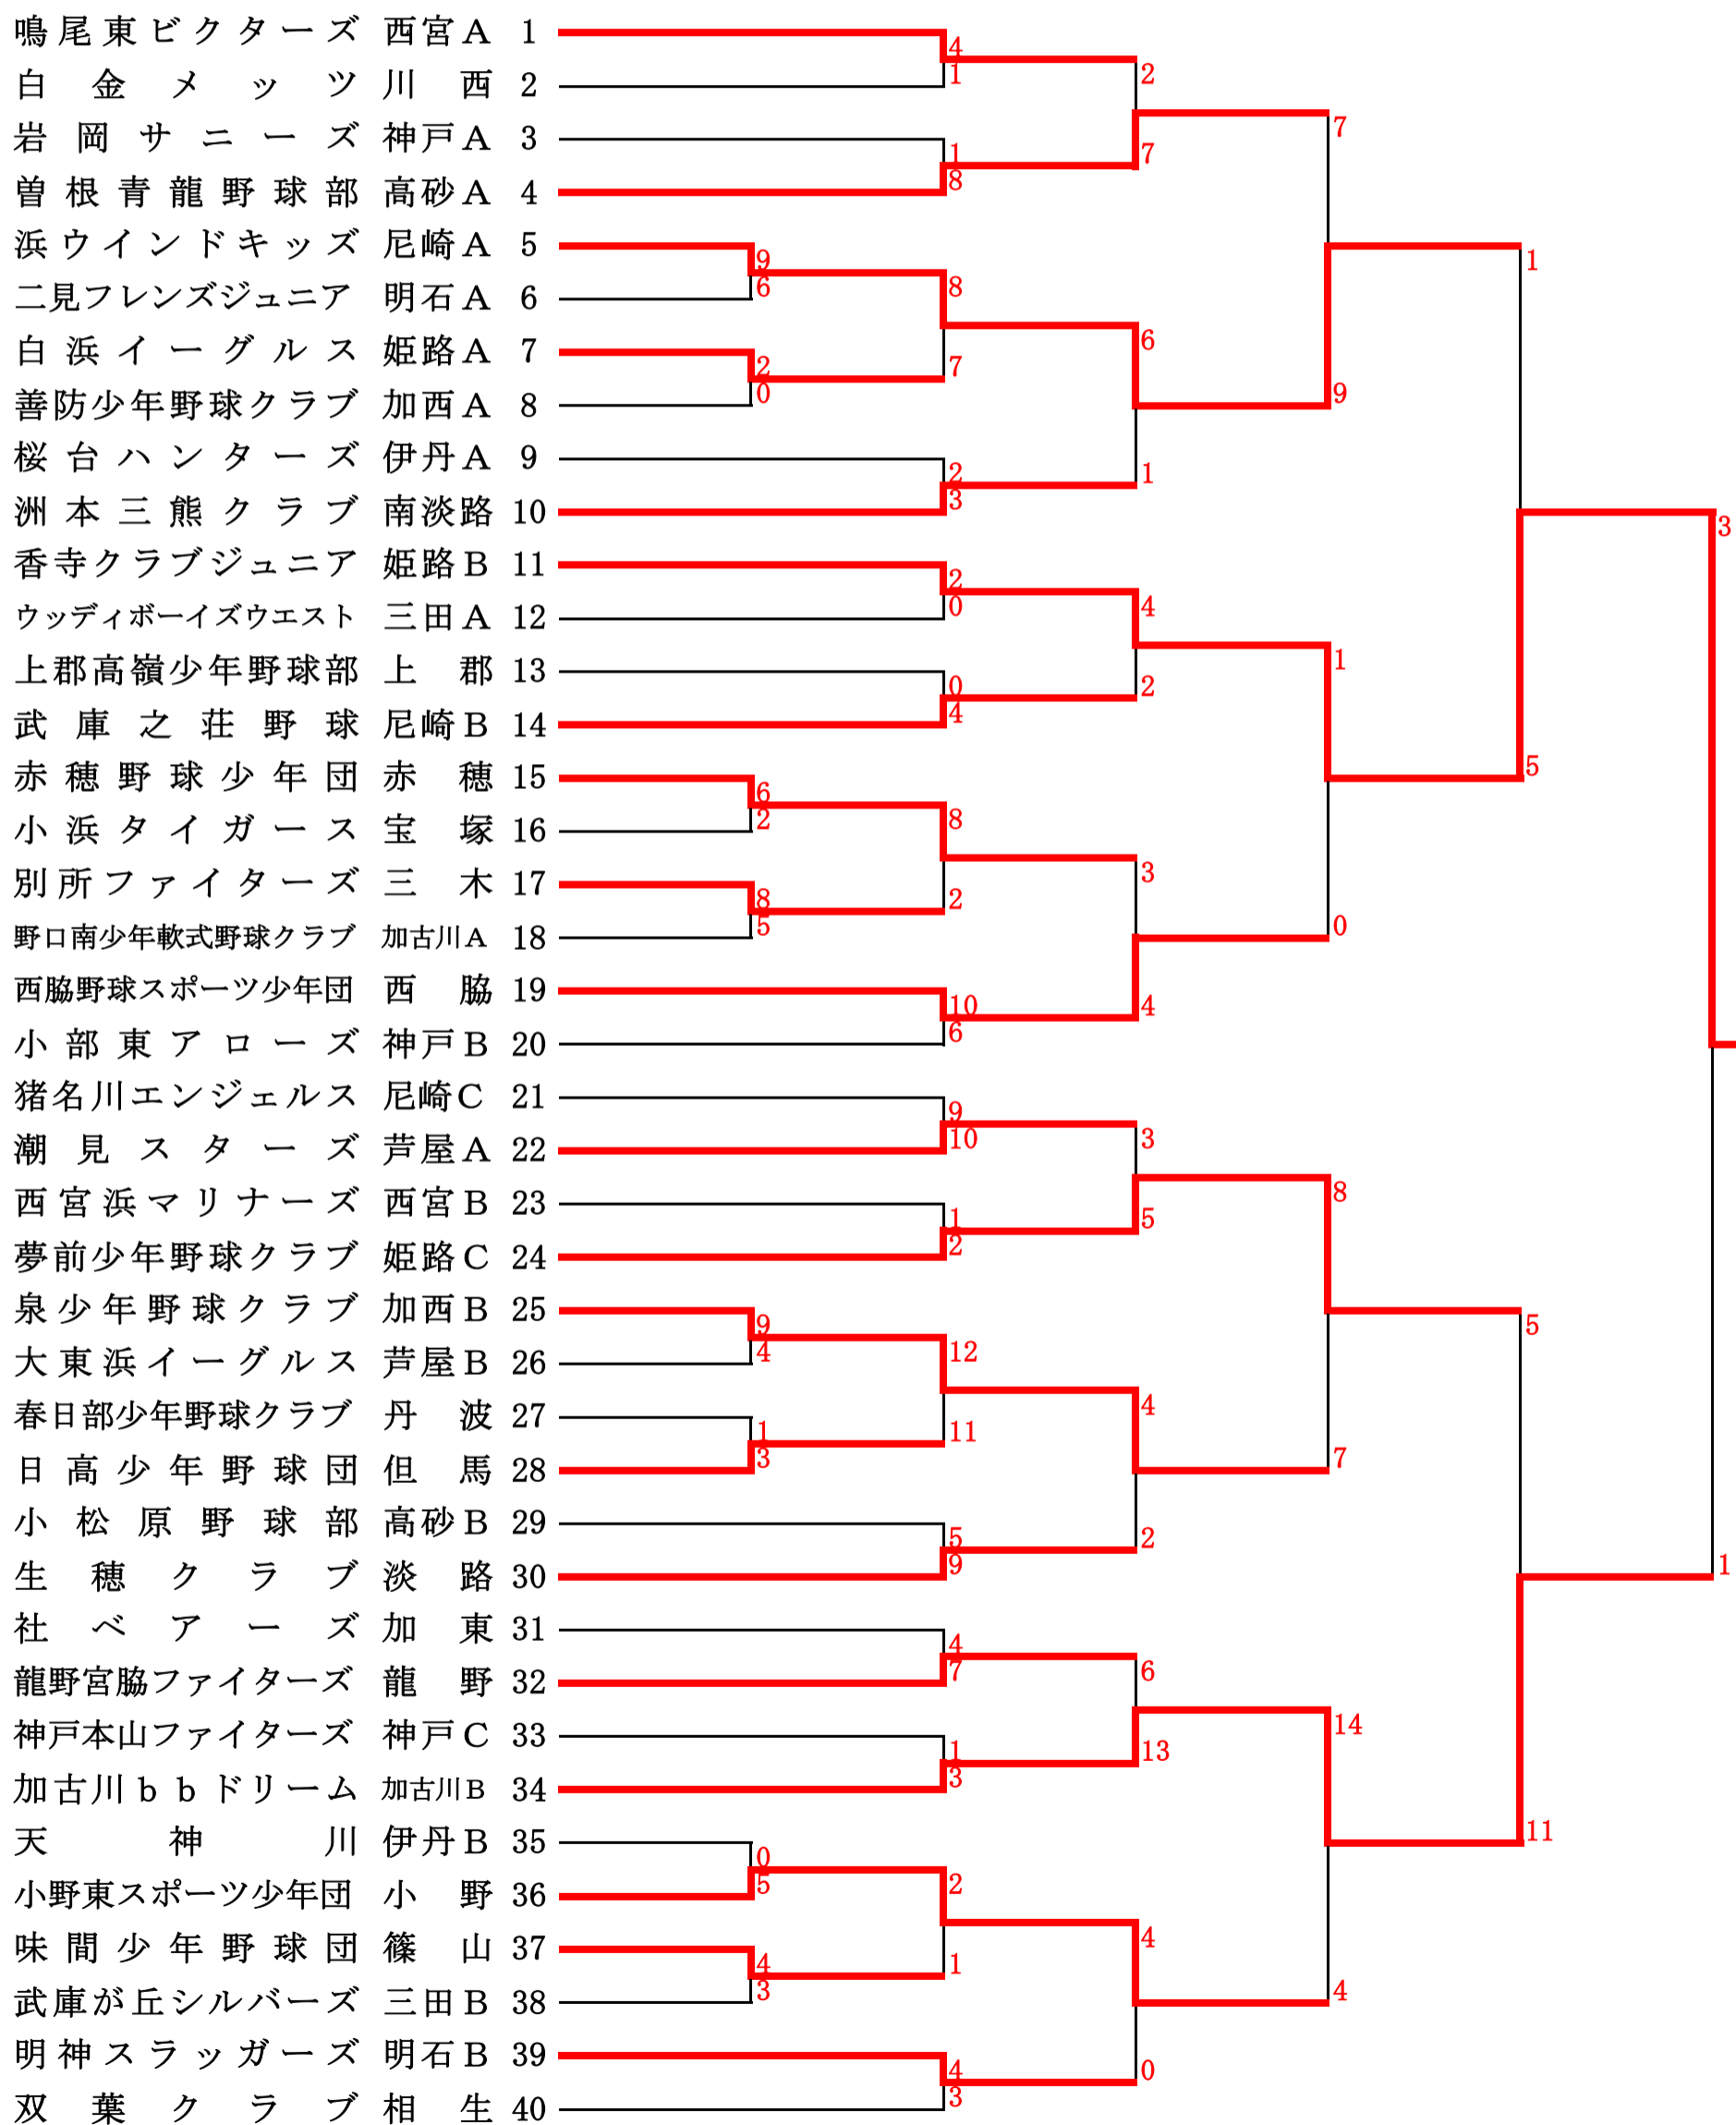 鳴尾東ビクターズ 西宮A 1
4
白金メッツ 川西 2
1
2
岩岡サニーズ 神戸A 3
7
1
7
曽根青龍野球部 高砂A 4
8
浜ウインドキッズ 尼崎A 5
9
1
二見フレンズジュニア 明石A 6
6
8
白浜イーグルス 姫路A 7
2
7
6
善防少年野球クラブ 加西A 8
0
9
桜台ハンターズ 伊丹A 9
2
1
洲本三熊クラブ 南淡路 10
3
3
香寺クラブジュニア 姫路B 11
2
ウッディボーイズウエスト 三田A 12
0
4
上郡高嶺少年野球部 上郡 13
0
2
1
武庫之荘野球 尼崎B 14
4
赤穂野球少年団 赤穂 15
6
5
小浜タイガース 宝塚 16
2
8
別所ファイターズ 三木 17
8
2
3
野口南少年軟式野球クラブ 加古川A 18
5
0
西脇野球スポーツ少年団 西脇 19
10
4
小部東アローズ 神戸B 20
6
猪名川エンジェルス 尼崎C 21
9
潮見スターズ 芦屋A 22
10
3
西宮浜マリナーズ 西宮B 23
1
5
8
夢前少年野球クラブ 姫路C 24
2
泉少年野球クラブ 加西B 25
9
5
大東浜イーグルス 芦屋B 26
4
12
春日部少年野球クラブ 丹波 27
1
11
4
日高少年野球団 但馬 28
3
7
小松原野球部 高砂B 29
5
2
生穂クラブ 淡路 30
9
1
社ベアーズ 加東 31
4
龍野宮脇ファイターズ 龍野 32
7
6
神戸本山ファイターズ 神戸C 33
1
13
14
加古川bbドリーム 加古川B 34
3
天神川 伊丹B 35
0
11
小野東スポーツ少年団 小野 36
5
2
味間少年野球団 篠山 37
4
1
4
武庫が丘シルバーズ 三田B 38
3
4
明神スラッガーズ 明石B 39
4
0
双葉クラブ 相生 40
3